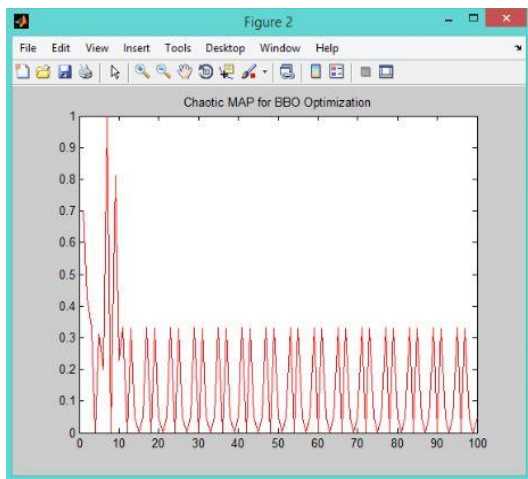 Figure 2
File Edit View Insert Tools Desktop Window Help
Chaotic MAP for BBO Optimization
1
0.9
0.8
0.7
0.6
0.5
0.4
0.3
0.2
0.1
0
0 10 20 30 40 50 60 70 80 90 100